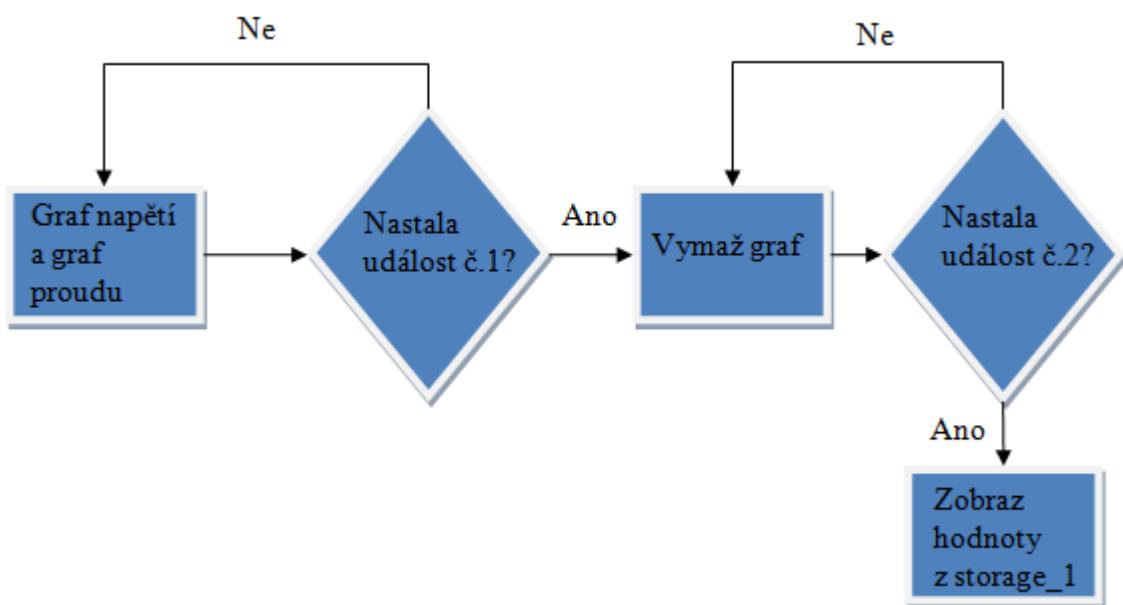 Ne
Ne
Graf napětí
a graf
proudu
Nastala
událost č.1?
Ano
Vymaž graf
Nastala
událost č.2?
Ano
Zobraz
hodnoty
z storage_1